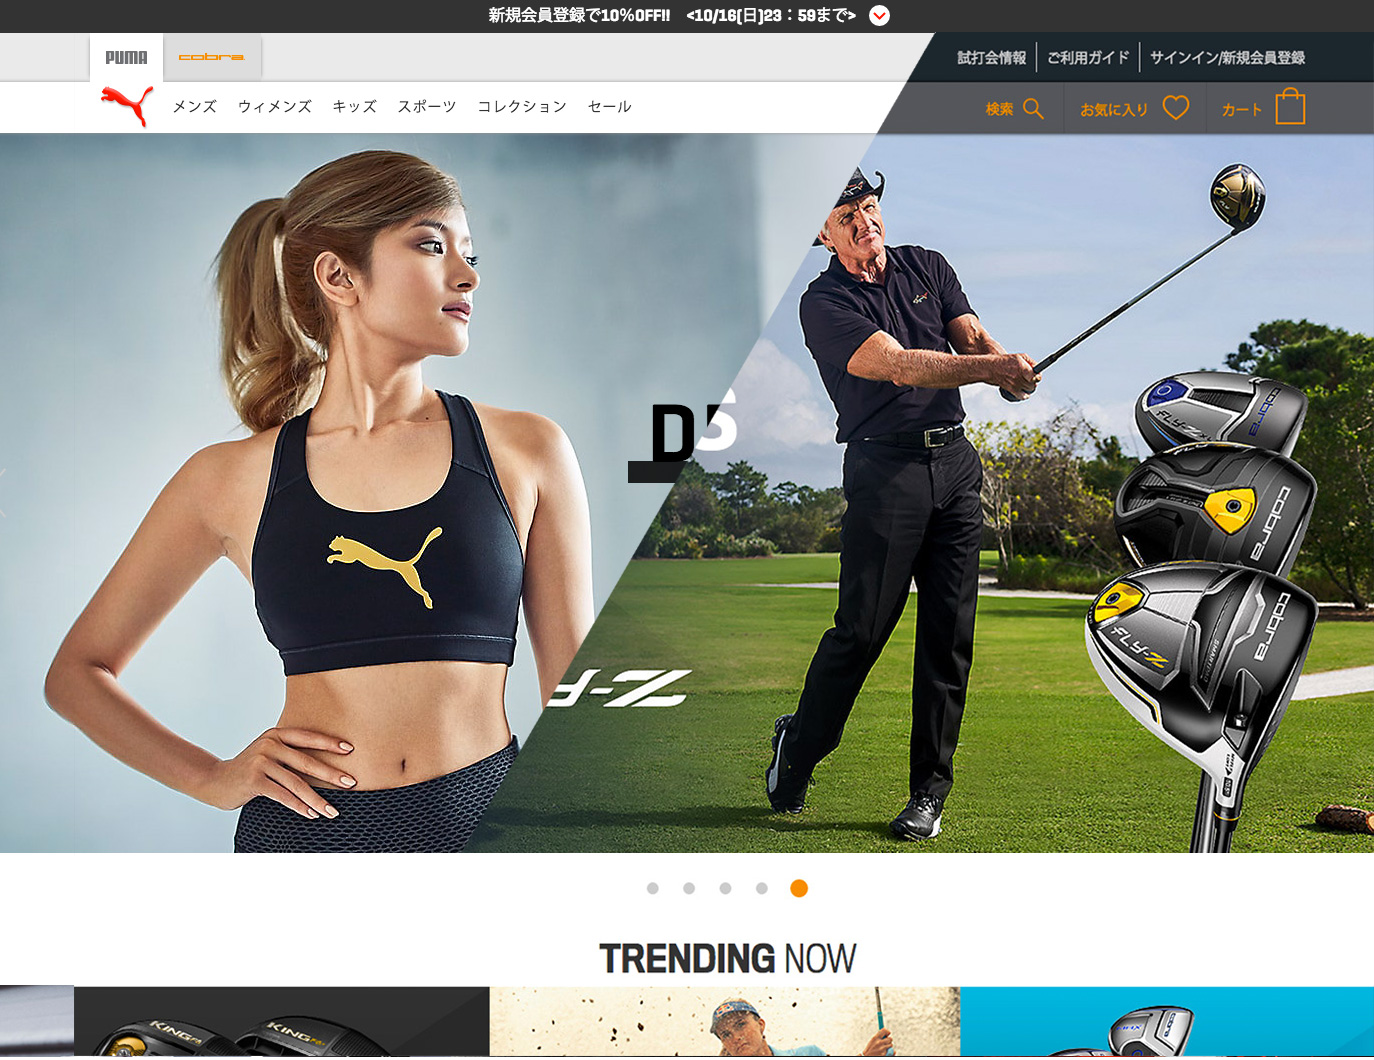 新規会員登録で10%OFF!! <10/16(日)23：59まで>
PUMA
cobra
試打会情報
ご利用ガイド
サインイン/新規会員登録
メンズ
ウィメンズ
キッズ
スポーツ
コレクション
セール
検索
お気に入り
カート
D
S
FLY-Z
cobra
cobra
FLY-Z
cobra
-Z
TRENDING NOW
KING F6
KING F6+
cobra